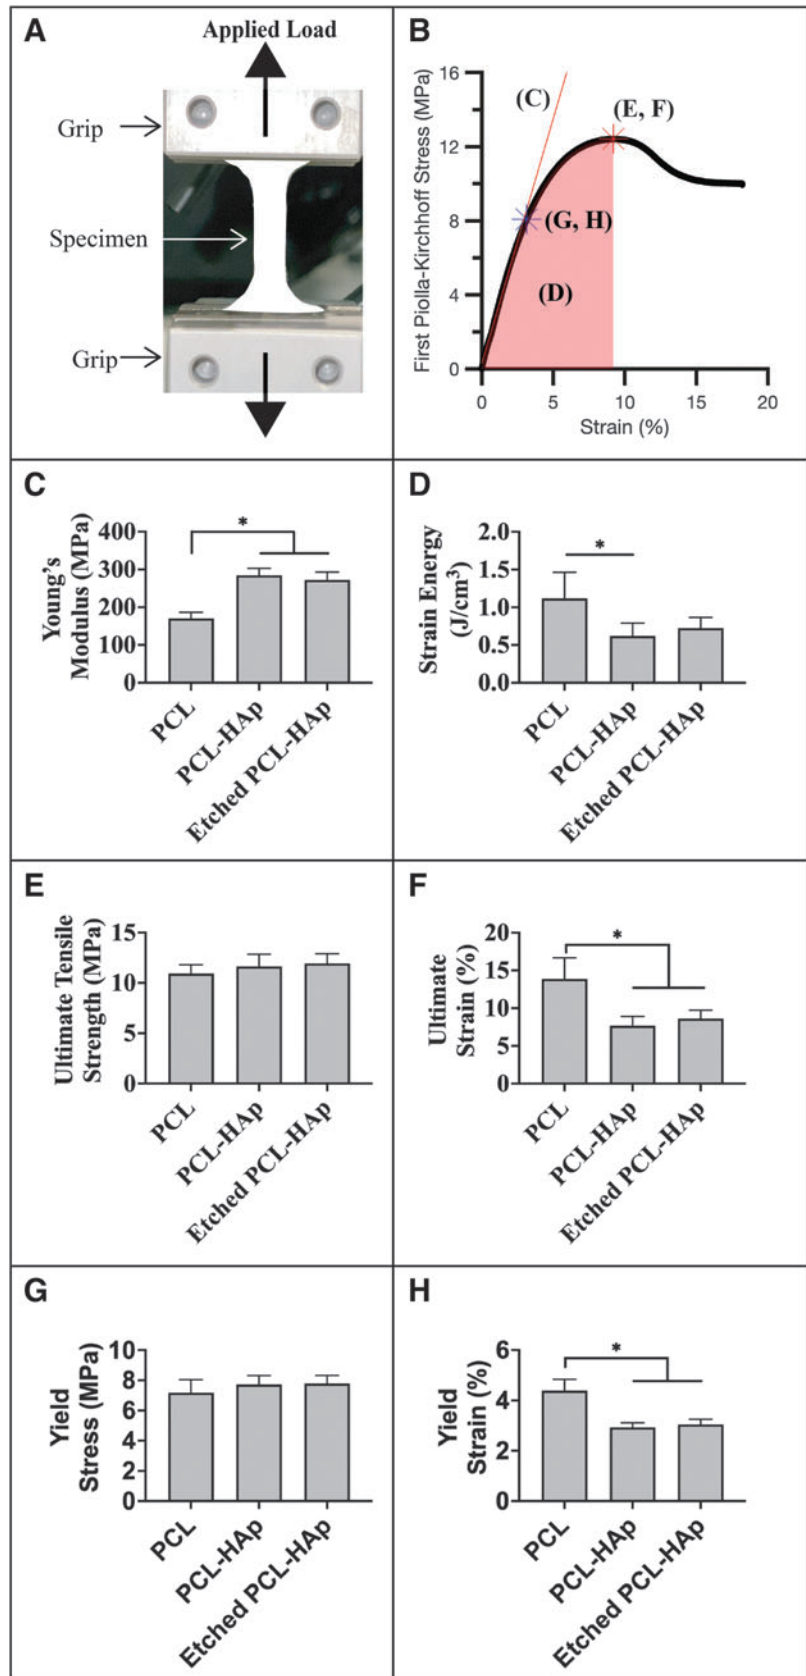 A
Applied Load
Grip
Specimen
Grip
B
First Piolla-Kirchhoff Stress (MPa)
16
12
8
4
0
(C)
(E, F)
(G, H)
(D)
0 5 10 15 20
Strain (%)
C
Young's
Modulus (MPa)
400
300
200
100
0
*
PCL
PCL-HAp
Etched PCL-HAp
D
Strain Energy
(J/cm³)
2.0
1.5
1.0
0.5
0.0
*
PCL
PCL-HAp
Etched PCL-HAp
E
Ultimate Tensile
Strength (MPa)
15
10
5
0
PCL
PCL-HAp
Etched PCL-HAp
F
Ultimate
Strain (%)
20
15
10
5
0
*
PCL
PCL-HAp
Etched PCL-HAp
G
Yield
Stress (MPa)
10
8
6
4
2
0
PCL
PCL-HAp
Etched PCL-HAp
H
Yield
Strain (%)
6
4
2
0
*
PCL
PCL-HAp
Etched PCL-HAp